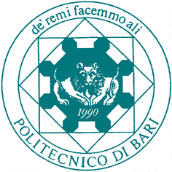 de' remi facemmo ali
1990
POLITECNICO DI BARI